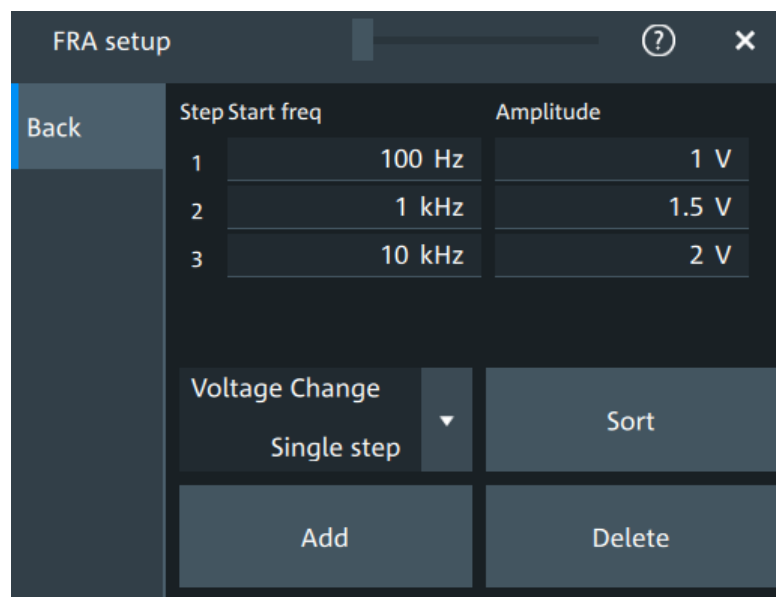 FRA setup ? ×
Back
Step Start freq Amplitude
1 100 Hz 1 V
2 1 kHz 1.5 V
3 10 kHz 2 V
Voltage Change
Single step
Sort
Add Delete